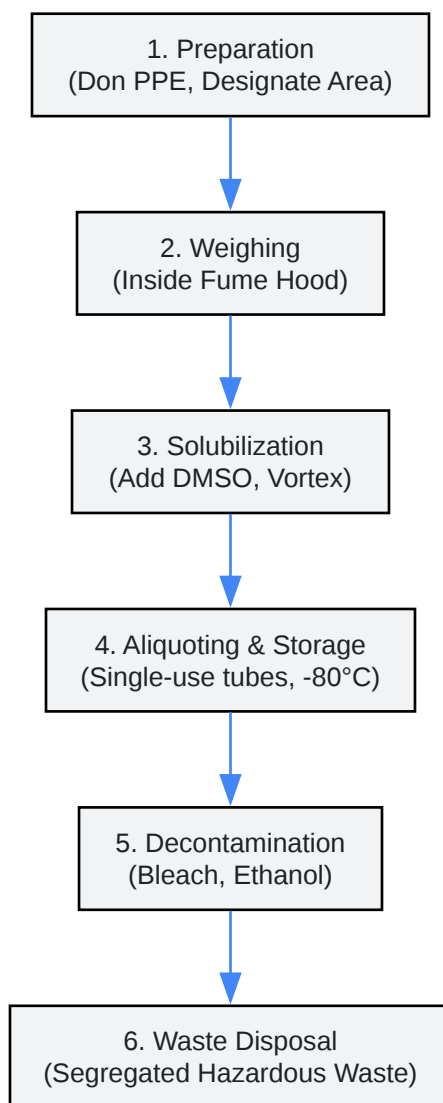 1. Preparation
(Don PPE, Designate Area)
2. Weighing
(Inside Fume Hood)
3. Solubilization
(Add DMSO, Vortex)
4. Aliquoting & Storage
(Single-use tubes, -80°C)
5. Decontamination
(Bleach, Ethanol)
6. Waste Disposal
(Segregated Hazardous Waste)